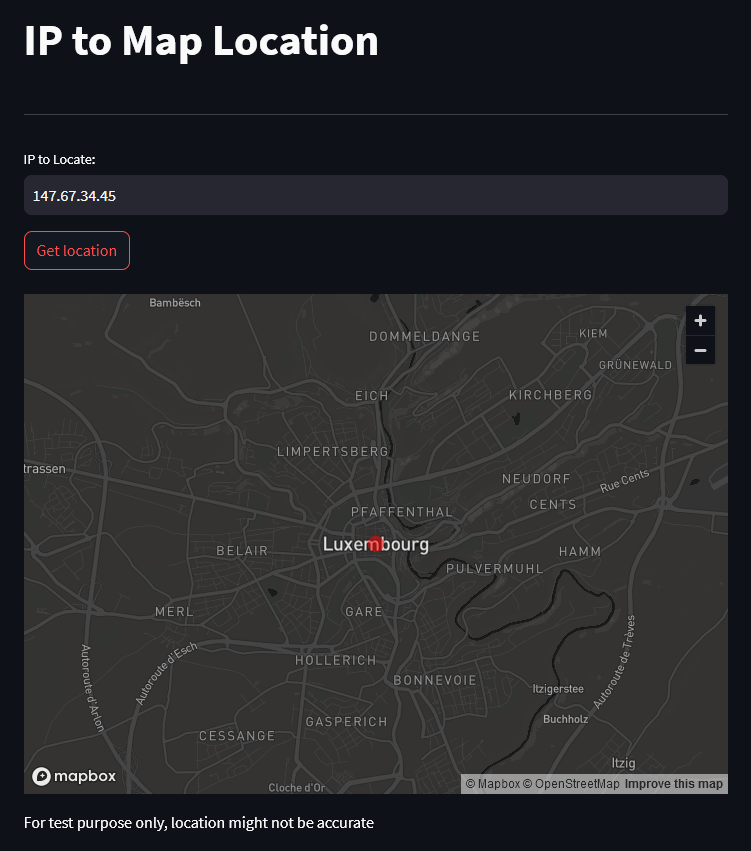 IP to Map Location
IP to Locate:
147.67.34.45
Get location
Bambësch
+
DOMMELDANGE
KIEM
−
GRÜNEWALD
EICH
KIRCHBERG
LIMPERTSBERG
trassen
NEUDORF
Rue Cents
CENTS
PFAFFENTHAL
Luxembourg
BELAIR
HAMM
PULVERMUHL
MERL
GARE
Autoroute d'Arlon
Autoroute d'Esch
Autoroute de Trèves
HOLLERICH
BONNEVOIE
Itzigerstee
GASPERICH
Buchholz
CESSANGE
Itzig
mapbox
Cloche d'Or
© Mapbox © OpenStreetMap Improve this map
For test purpose only, location might not be accurate